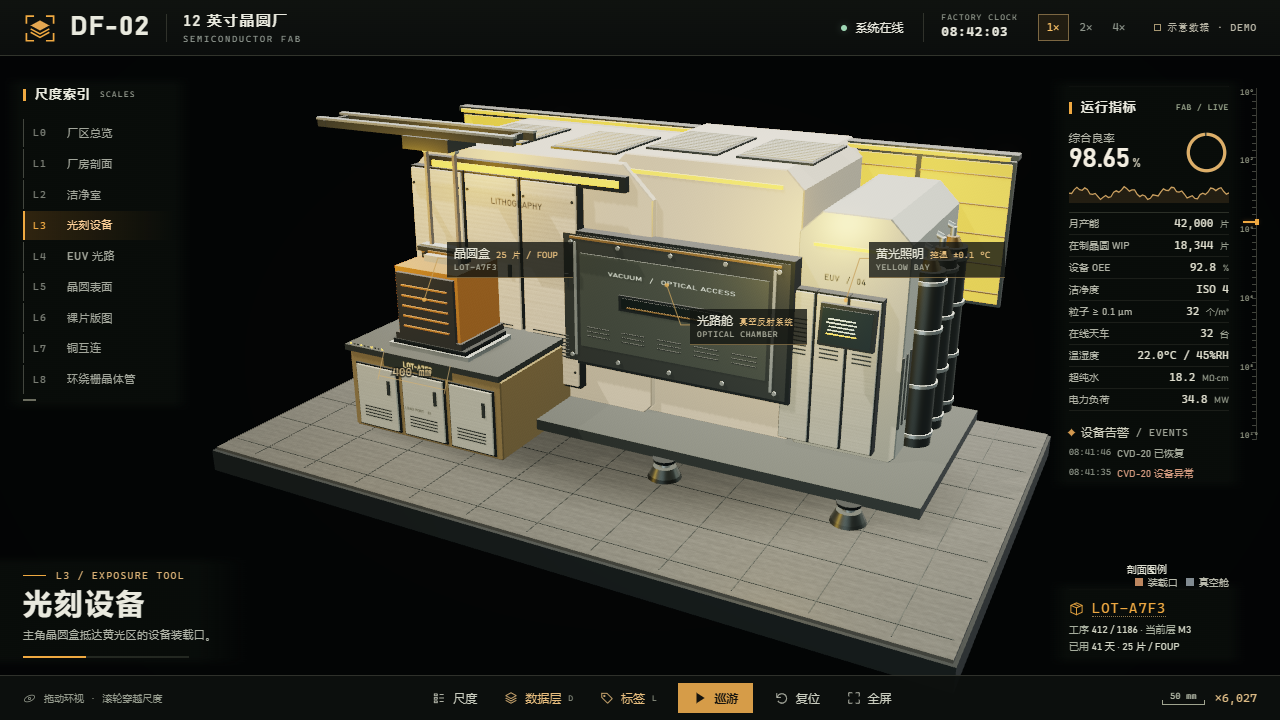 DF-02
12 英寸晶圆厂
SEMICONDUCTOR FAB
系统在线
FACTORY CLOCK
08:42:03
1×
2×
4×
示意数据 · DEMO
尺度索引 SCALES
L0 厂区总览
L1 厂房剖面
L2 洁净室
L3 光刻设备
L4 EUV 光路
L5 晶圆表面
L6 裸片版图
L7 铜互连
L8 环绕栅晶体管
LITHOGRAPHY
晶圆盒 25 片 / FOUP
LOT-A7F3
VACUUM / OPTICAL ACCESS
光路舱 真空反射系统
OPTICAL CHAMBER
黄光照明 控温 ±0.1 °C
YELLOW BAY
EUV / 04
400 mm
运行指标 FAB / LIVE
综合良率
98.65%
月产能 42,000 片
在制晶圆 WIP 18,344 片
设备 OEE 92.8 %
洁净度 ISO 4
粒子 ≥ 0.1 μm 32 个/m³
在线天车 32 台
温湿度 22.0°C / 45%RH
超纯水 18.2 MΩ·cm
电力负荷 34.8 MW
设备告警 / EVENTS
08:41:46 CVD-20 已恢复
08:41:35 CVD-20 设备异常
剖面图例
装载口 真空舱
LOT-A7F3
工序 412 / 1186 · 当前层 M3
已用 41 天 · 25 片 / FOUP
L3 / EXPOSURE TOOL
光刻设备
主角晶圆盒抵达黄光区的设备装载口。
拖动环视 · 滚轮穿越尺度
尺度
数据层 D
标签 L
巡游
复位
全屏
50 mm
×6,027